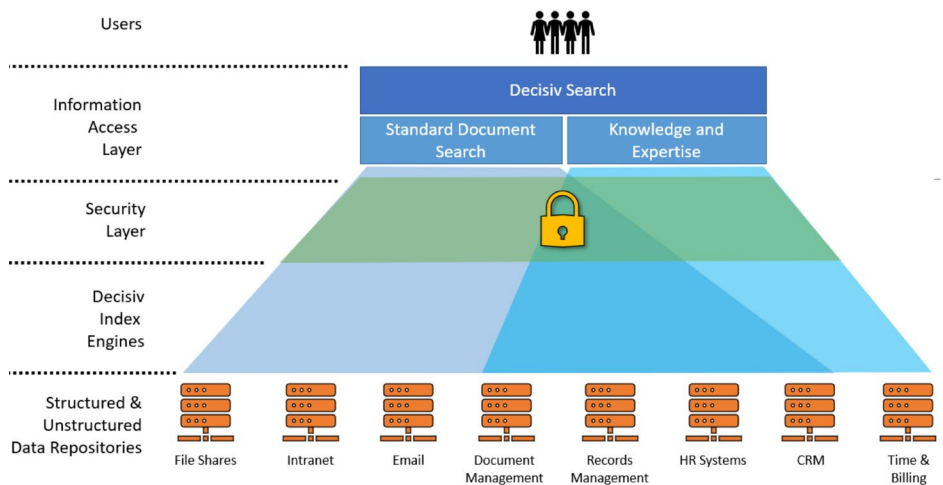 Users
Decisiv Search
Information
Access
Layer
Standard Document
Search
Knowledge and
Expertise
Security
Layer
Decisiv
Index
Engines
Structured &
Unstructured
Data Repositories
File Shares
Intranet
Email
Document
Management
Records
Management
HR Systems
CRM
Time &
Billing